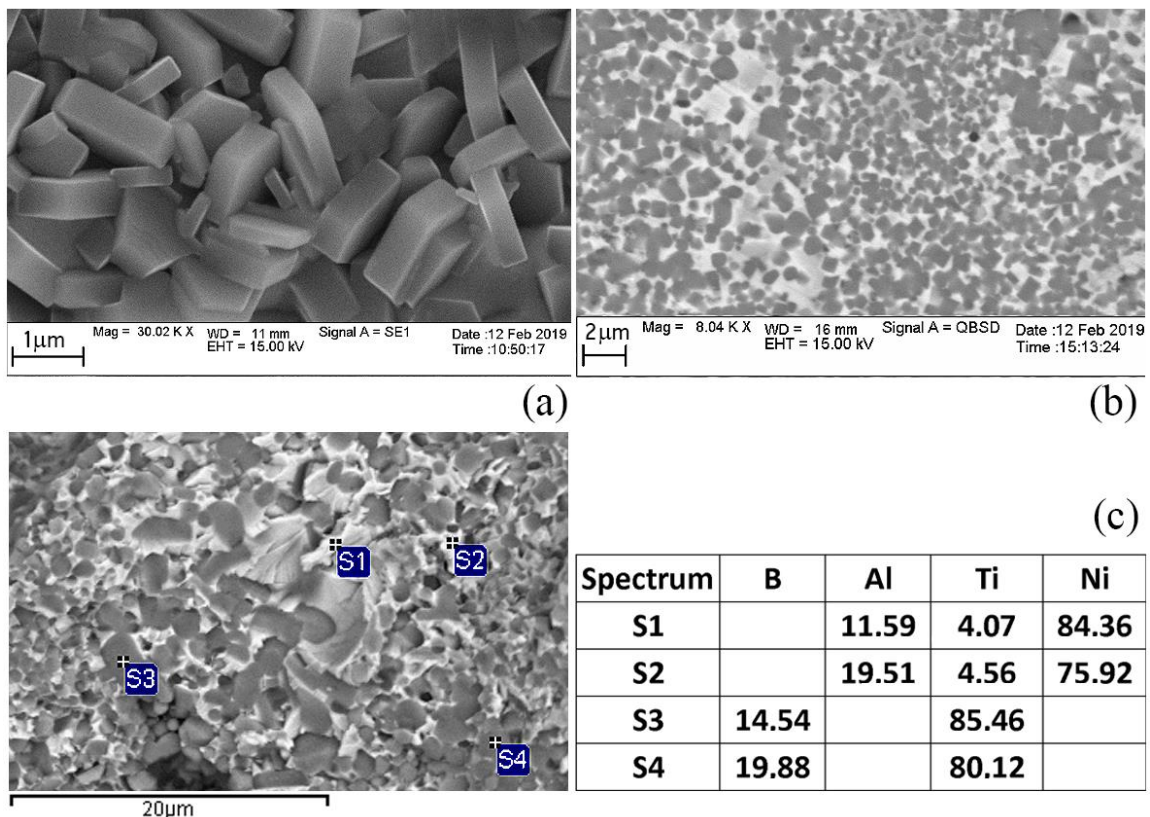 1μm
Mag = 30.02 K X WD = 11 mm Signal A = SE1 Date :12 Feb 2019
EHT = 15.00 kV Time :10:50:17
(a)
2μm
Mag = 8.04 K X WD = 16 mm Signal A = QBSD Date :12 Feb 2019
EHT = 15.00 kV Time :15:13:24
(b)
S1
S2
S3
S4
20μm
(c)
Spectrum B Al Ti Ni
S1 11.59 4.07 84.36
S2 19.51 4.56 75.92
S3 14.54 85.46
S4 19.88 80.12